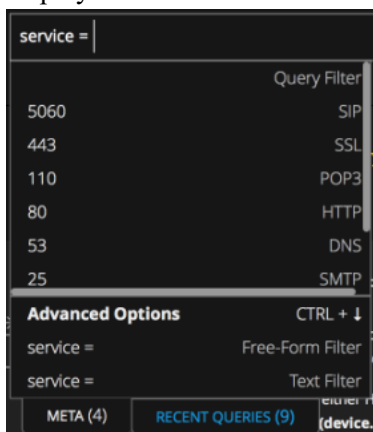 service =
Query Filter
5060 SIP
443 SSL
110 POP3
80 HTTP
53 DNS
25 SMTP
Advanced Options CTRL + ↓
service = Free-Form Filter
service = Text Filter
either
META (4) RECENT QUERIES (9) (device.